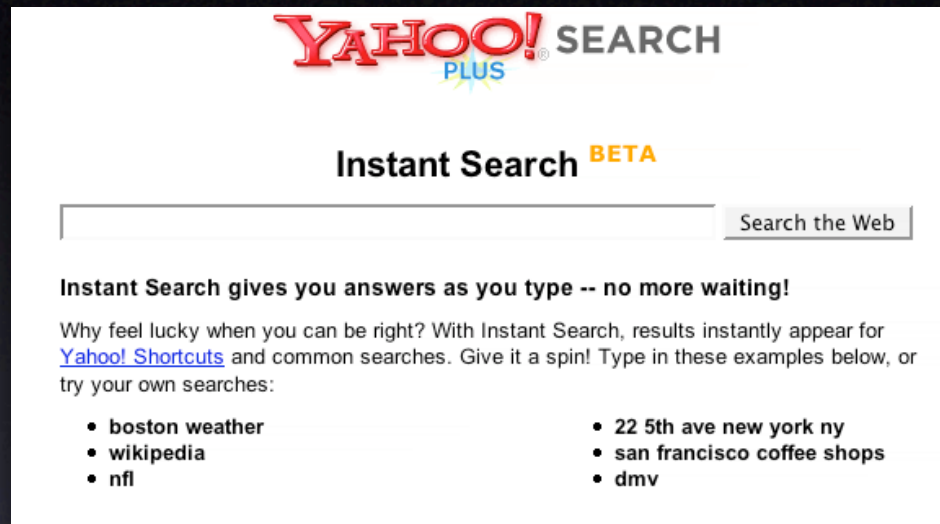 YAHOO!® SEARCH
PLUS
Instant Search BETA
Search the Web
Instant Search gives you answers as you type -- no more waiting!
Why feel lucky when you can be right? With Instant Search, results instantly appear for
Yahoo! Shortcuts and common searches. Give it a spin! Type in these examples below, or
try your own searches:
• boston weather
• wikipedia
• nfl
• 22 5th ave new york ny
• san francisco coffee shops
• dmv